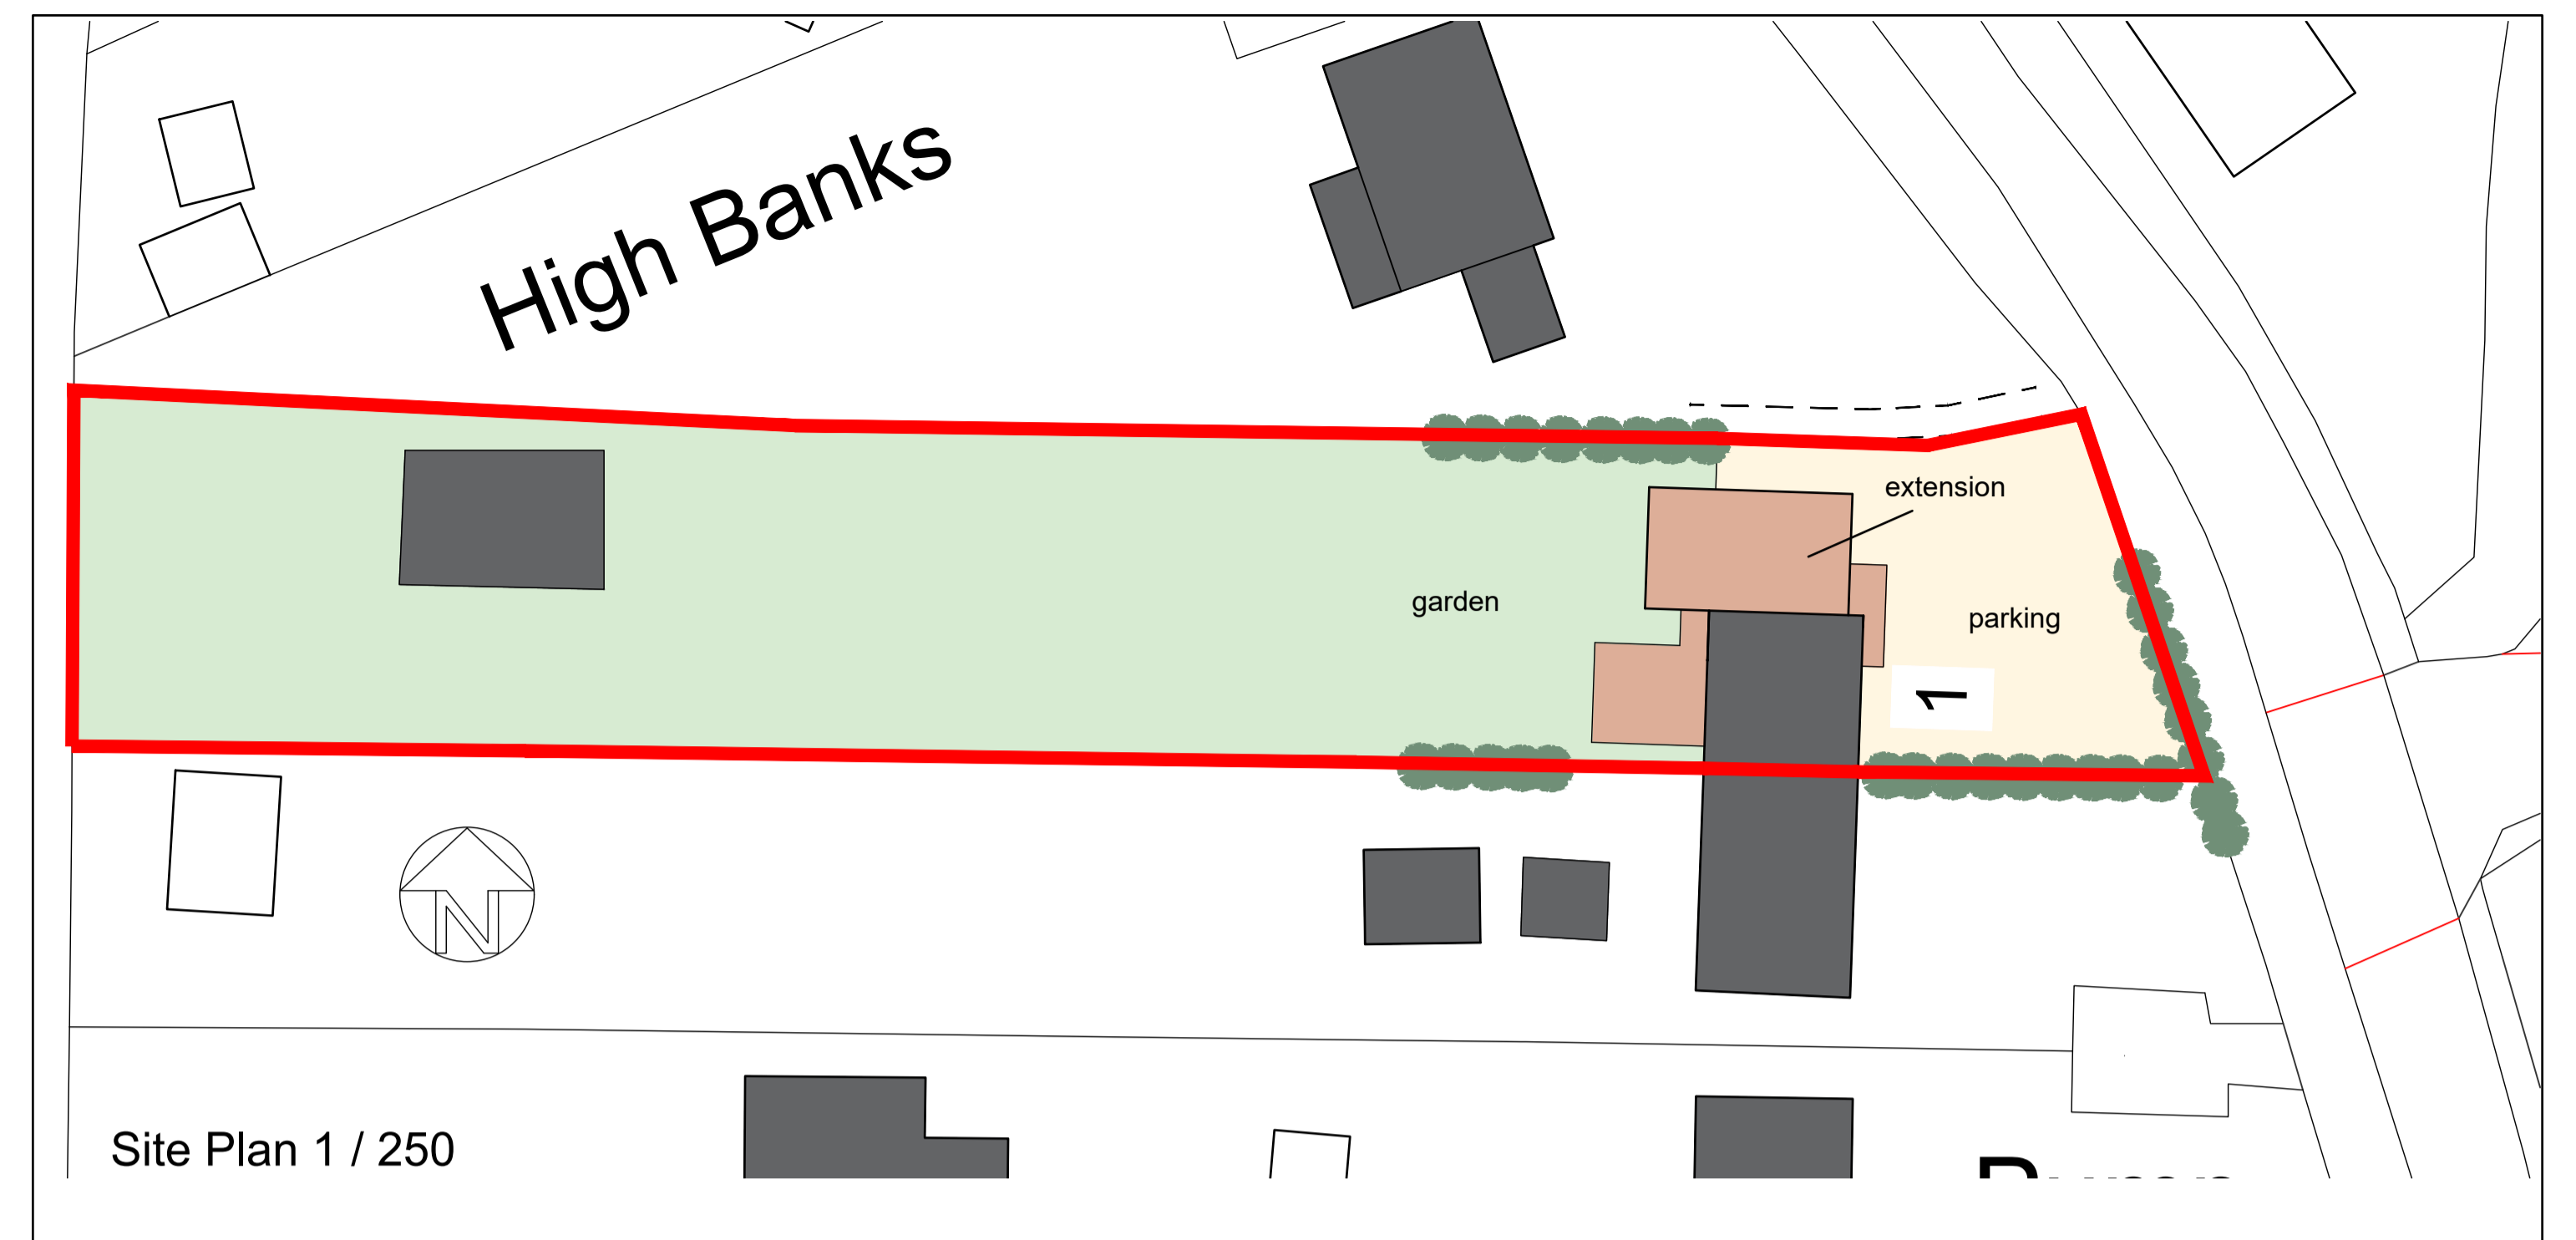 High Banks
extension
garden
parking
1
N
Site Plan 1 / 250